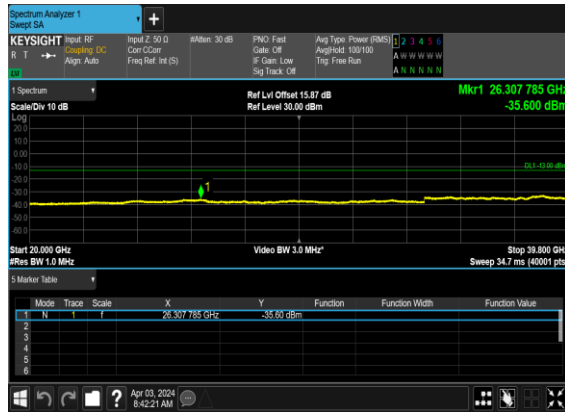 Spectrum Analyzer 1
Swept SA
+
KEYSIGHT Input: RF Input Z: 50 Ω #Atten: 30 dB PNO: Fast Avg Type: Power (RMS) 1 2 3 4 5 6
R T Coupling: DC Corr CCorr Gate: Off Avg|Hold: 100/100 A W W W W W
Align: Auto Freq Ref: Int (S) IF Gain: Low Trig: Free Run
Sig Track: Off A N N N N N
LU
1 Spectrum Ref Lvl Offset 15.87 dB Mkr1 26.307 785 GHz
Scale/Div 10 dB Ref Level 30.00 dBm -35.600 dBm
Log
20.0
10.0
0.00
-10.0
DL1 -13.00 dBm
-20.0
1
-30.0
-40.0
-50.0
-60.0
Start 20.000 GHz Video BW 3.0 MHz* Stop 39.800 GHz
#Res BW 1.0 MHz Sweep 34.7 ms (40001 pts
5 Marker Table
Mode Trace Scale X Y Function Function Width Function Value
1 N 1 f 26.307 785 GHz -35.60 dBm
2
3
4
5
6
? Apr 03, 2024
8:42:21 AM